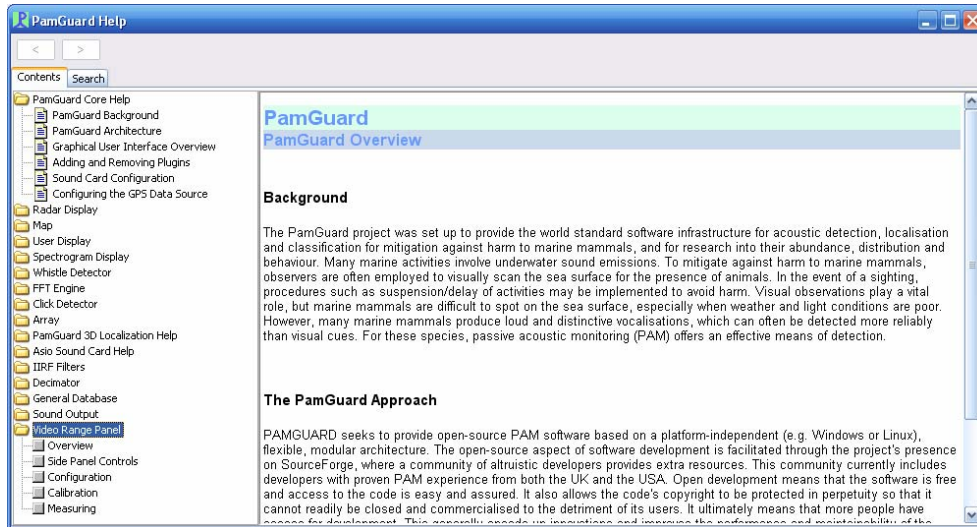 PamGuard Help
< >
Contents Search
PamGuard Core Help
PamGuard Background
PamGuard Architecture
Graphical User Interface Overview
Adding and Removing Plugins
Sound Card Configuration
Configuring the GPS Data Source
Radar Display
Map
User Display
Spectrogram Display
Whistle Detector
FFT Engine
Click Detector
Array
PamGuard 3D Localization Help
Asio Sound Card Help
IIRF Filters
Decimator
General Database
Sound Output
Video Range Panel
Overview
Side Panel Controls
Configuration
Calibration
Measuring
PamGuard
PamGuard Overview
Background
The PamGuard project was set up to provide the world standard software infrastructure for acoustic detection, localisation
and classification for mitigation against harm to marine mammals, and for research into their abundance, distribution and
behaviour. Many marine activities involve underwater sound emissions. To mitigate against harm to marine mammals,
observers are often employed to visually scan the sea surface for the presence of animals. In the event of a sighting,
procedures such as suspension/delay of activities may be implemented to avoid harm. Visual observations play a vital
role, but marine mammals are difficult to spot on the sea surface, especially when weather and light conditions are poor.
However, many marine mammals produce loud and distinctive vocalisations, which can often be detected more reliably
than visual cues. For these species, passive acoustic monitoring (PAM) offers an effective means of detection.
The PamGuard Approach
PAMGUARD seeks to provide open-source PAM software based on a platform-independent (e.g. Windows or Linux),
flexible, modular architecture. The open-source aspect of software development is facilitated through the project's presence
on SourceForge, where a community of altruistic developers provides extra resources. This community currently includes
developers with proven PAM experience from both the UK and the USA. Open development means that the software is free
and access to the code is easy and assured. It also allows the code's copyright to be protected in perpetuity so that it
cannot readily be closed and commercialised to the detriment of its users. It ultimately means that more people have
access for development. This generally speeds up innovations and improves the performance and maintainability of the